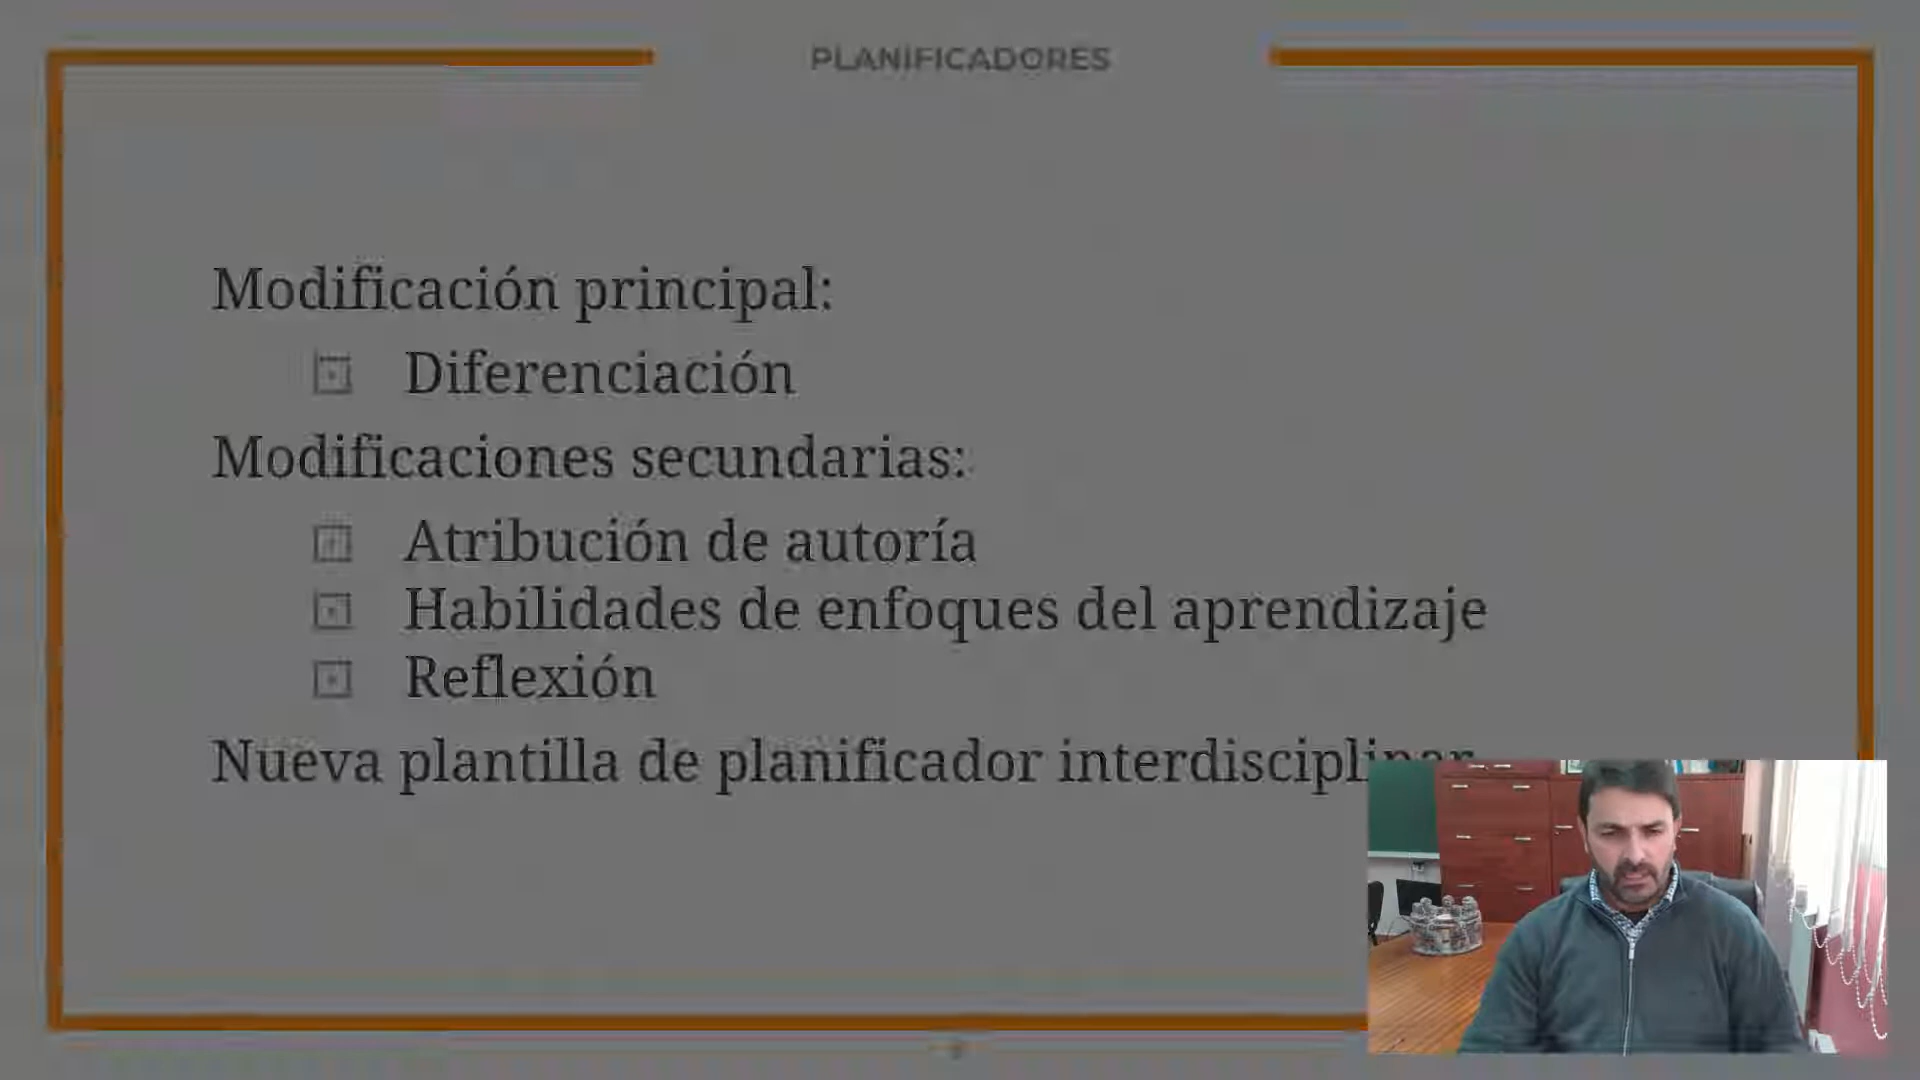 PLANIFICADORES
Modificación principal:
Diferenciación
Modificaciones secundarias:
Atribución de autoría
Habilidades de enfoques del aprendizaje
Reflexión
Nueva plantilla de planificador interdisciplinar